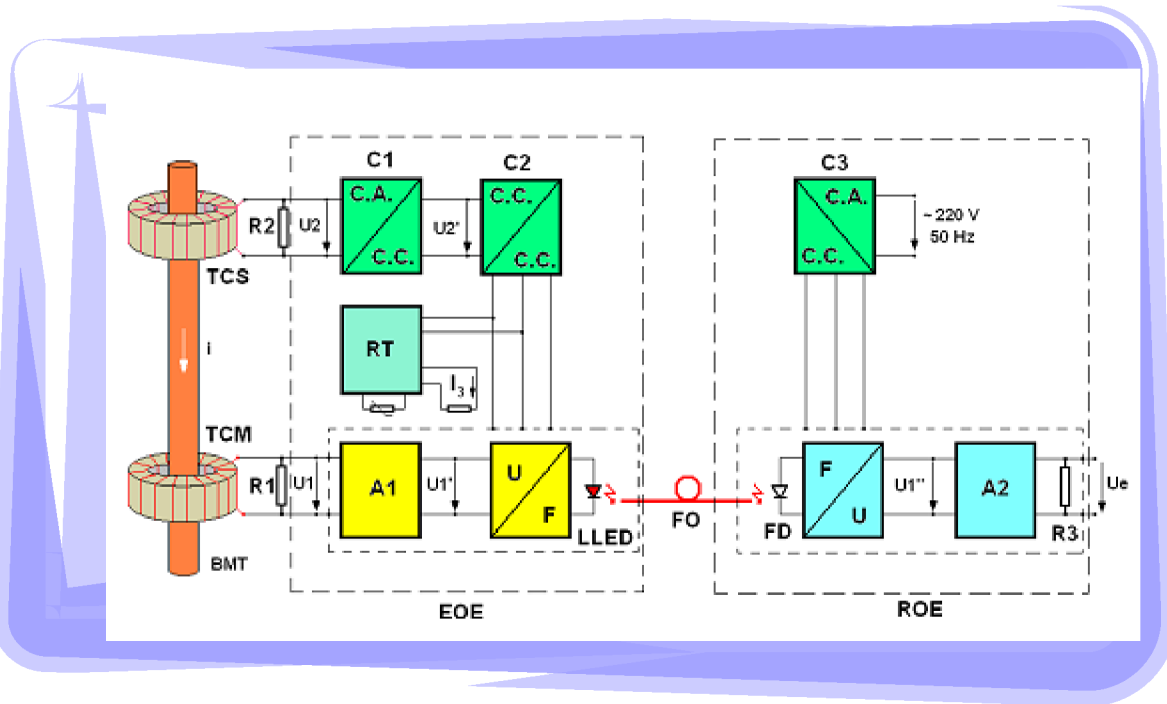 C1
C2
C3
C.A.
C.C.
C.C.
C.C.
C.A.
C.C.
~ 220 V
50 Hz
R2
U2
U2'
TCS
i
RT
I3
TCM
R1
U1
A1
U1'
U
F
LLED
FO
FD
F
U
U1''
A2
R3
Ue
BMT
EOE
ROE